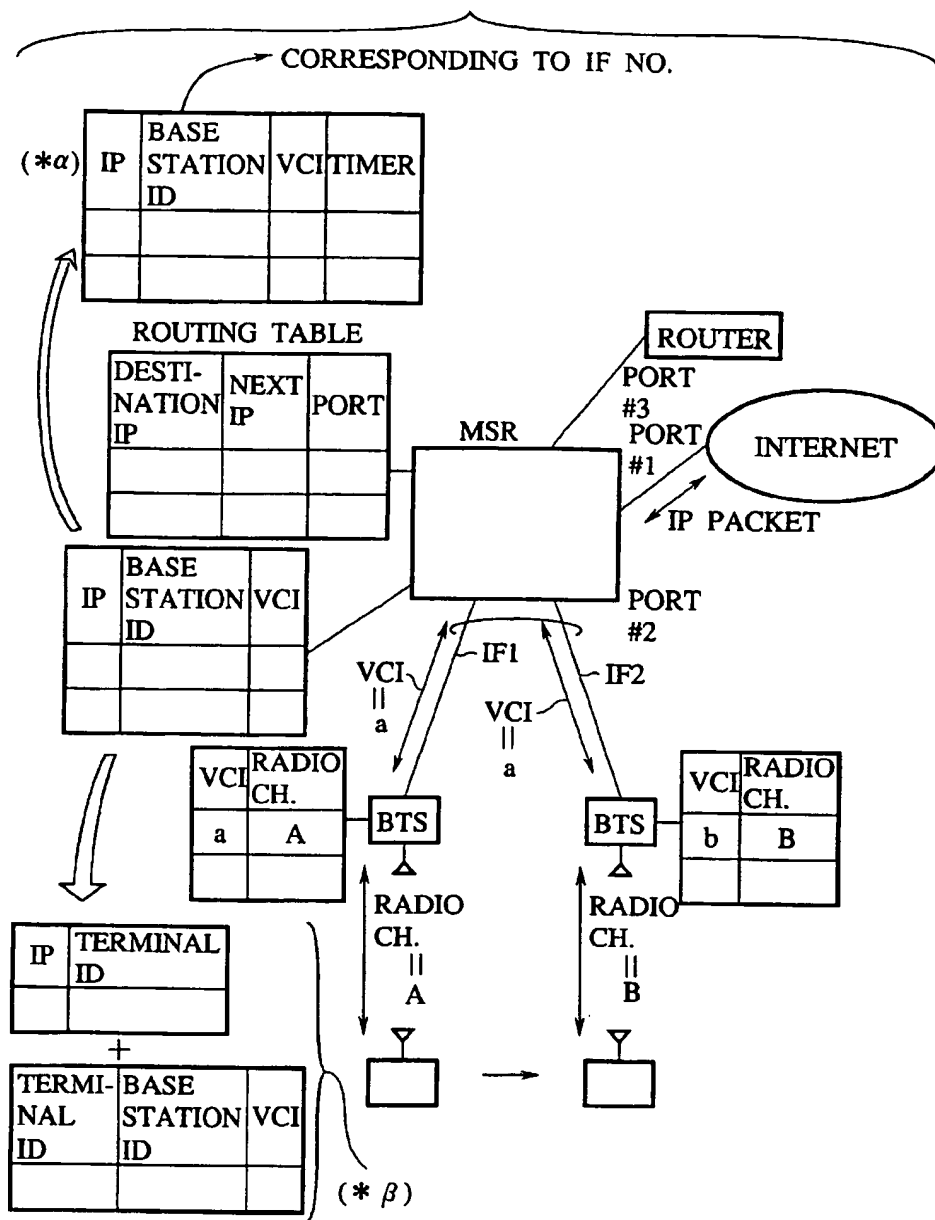 CORRESPONDING TO IF NO.
(*α)
IP
BASE
STATION
ID
VCI
TIMER
ROUTING TABLE
DESTI-
NATION
IP
NEXT
IP
PORT
ROUTER
PORT
#3
MSR
PORT
#1
INTERNET
IP PACKET
IP
BASE
STATION
ID
VCI
PORT
#2
IF1
IF2
VCI
=
a
VCI
=
a
VCI
RADIO
CH.
a
A
BTS
BTS
VCI
RADIO
CH.
b
B
RADIO
CH.
=
A
RADIO
CH.
=
B
IP
TERMINAL
ID
+
TERMI-
NAL
ID
BASE
STATION
ID
VCI
(* β)